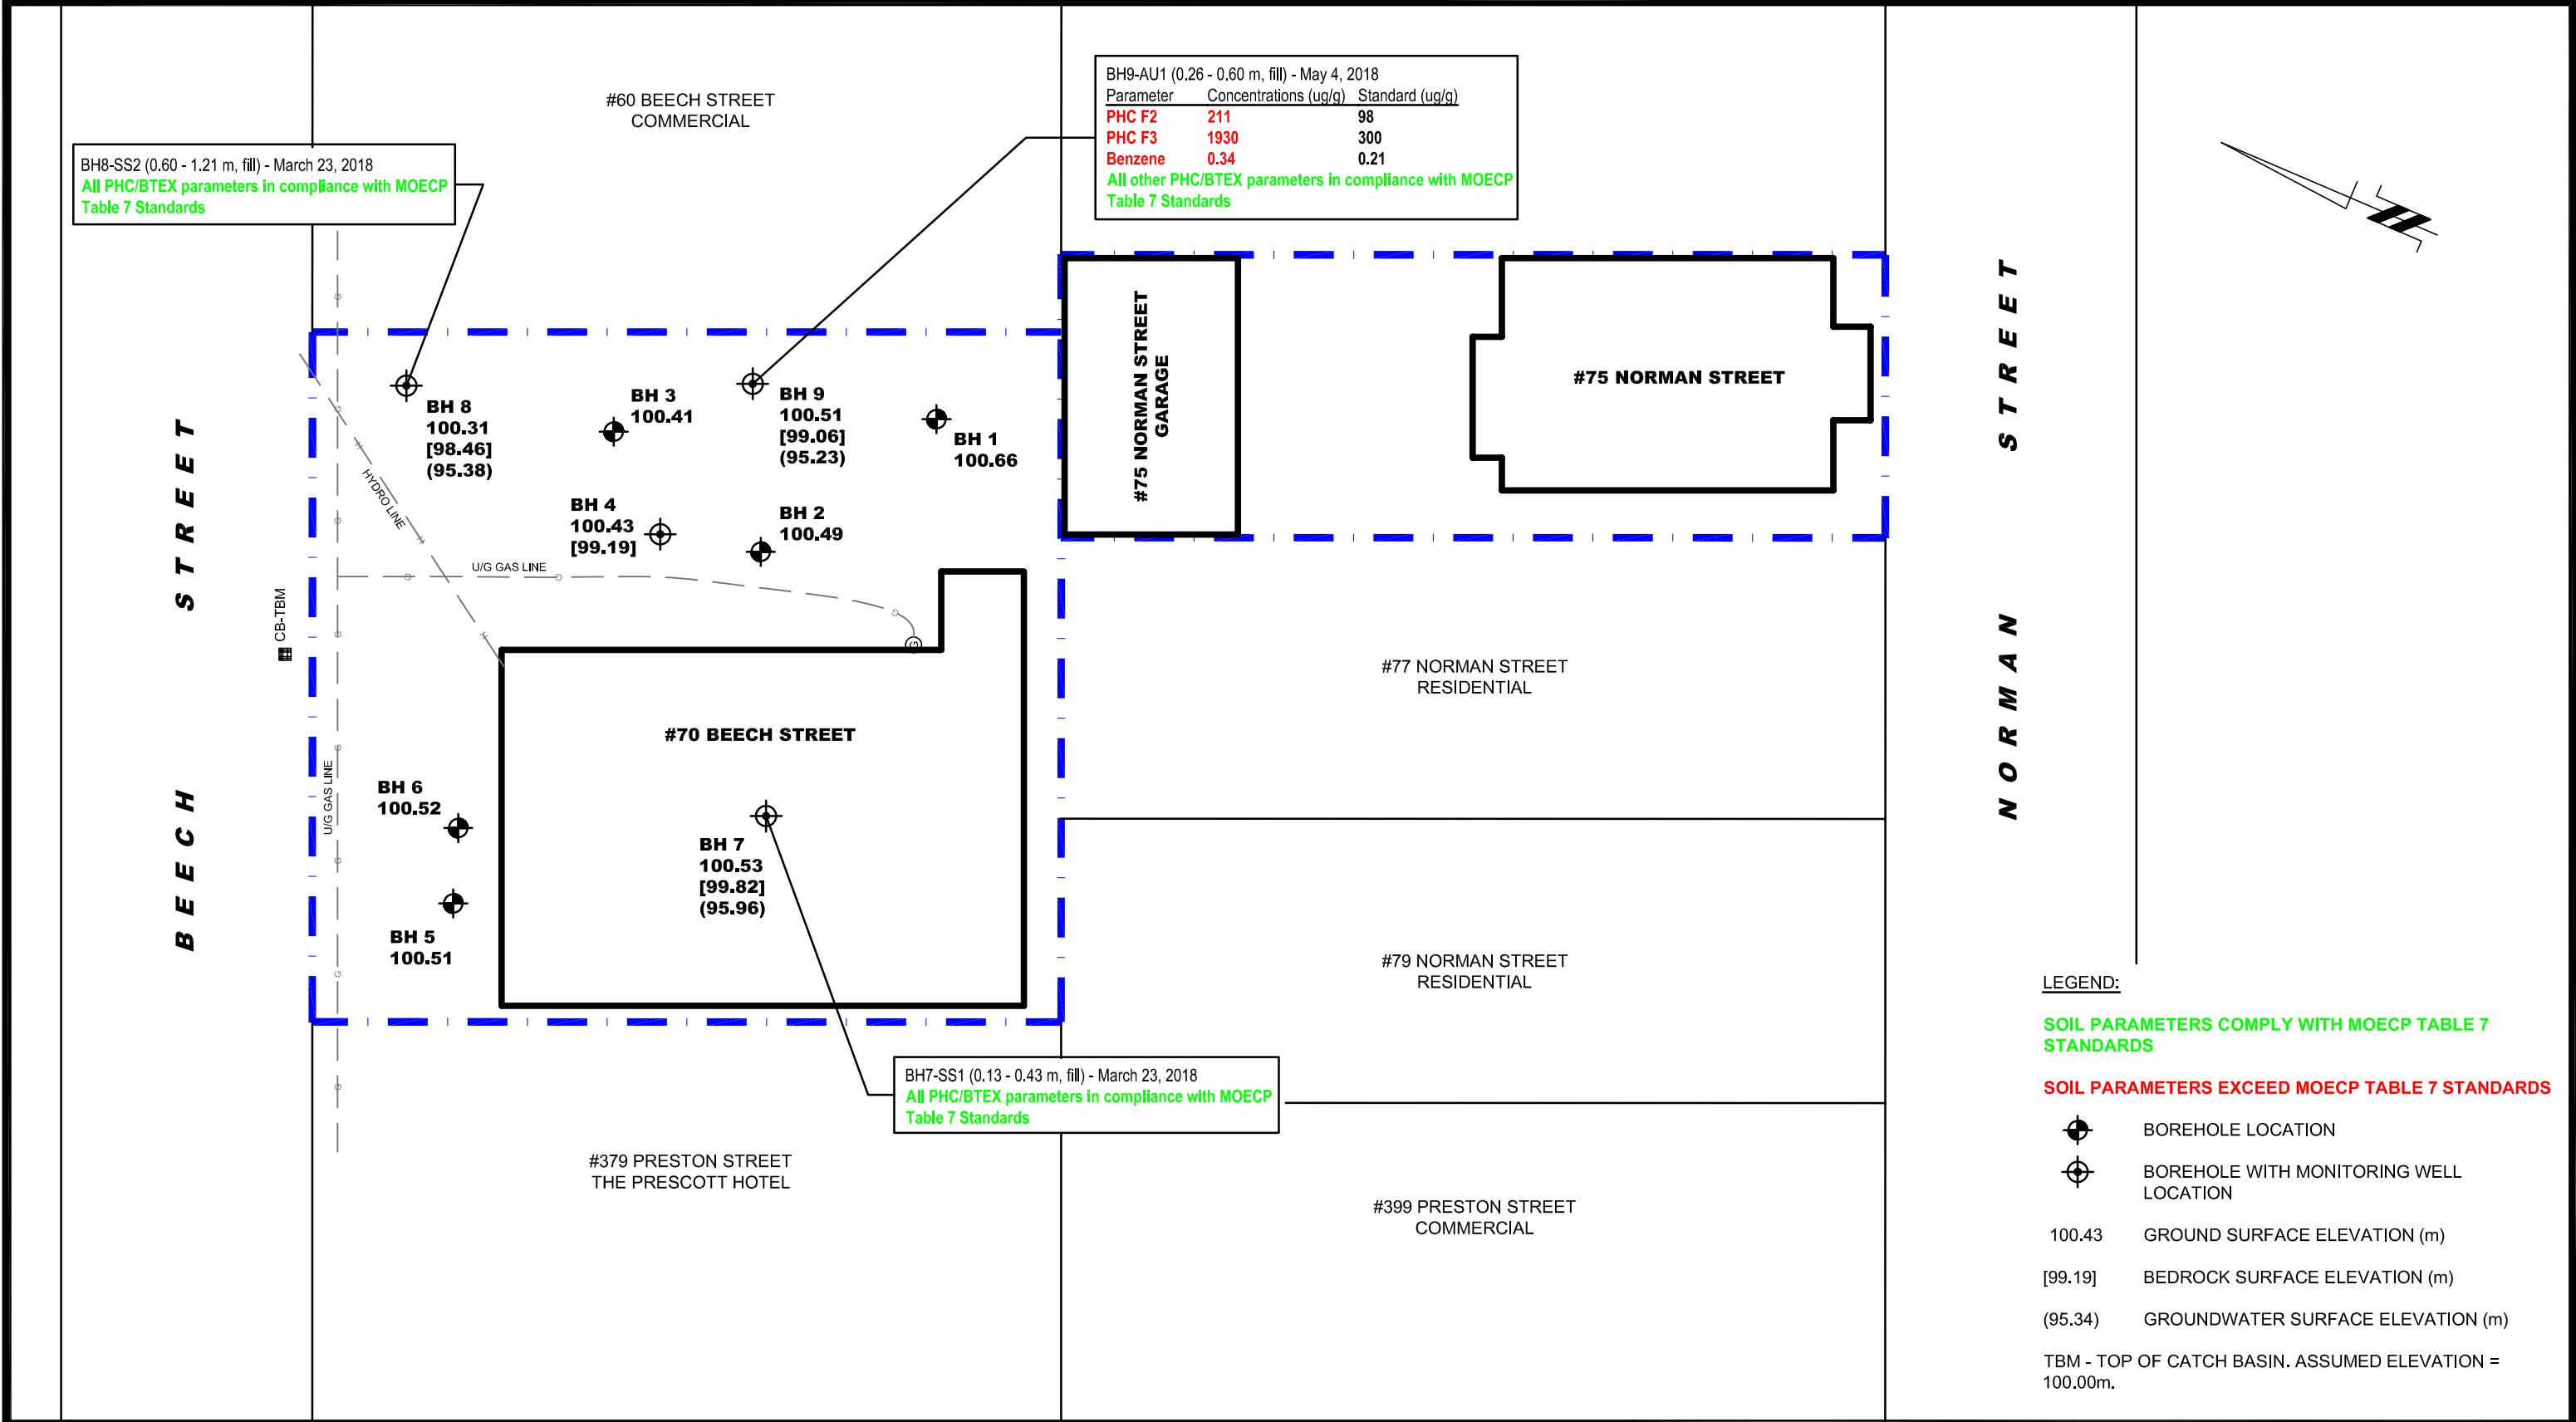 #60 BEECH STREET
COMMERCIAL
BH8-SS2 (0.60 - 1.21 m, fill) - March 23, 2018
All PHC/BTEX parameters in compliance with MOECP
Table 7 Standards
BH9-AU1 (0.26 - 0.60 m, fill) - May 4, 2018
Parameter Concentrations (ug/g) Standard (ug/g)
PHC F2 211 98
PHC F3 1930 300
Benzene 0.34 0.21
All other PHC/BTEX parameters in compliance with MOECP
Table 7 Standards
BH 8
100.31
[98.46]
(95.38)
BH 3
100.41
BH 9
100.51
[99.06]
(95.23)
BH 1
100.66
BH 4
100.43
[99.19]
BH 2
100.49
HYDRO LINE
H
H
H
U/G GAS LINE
G
G
G
G
G
G
G
G
G
G
G
G
G
U/G GAS LINE
CB-TBM
BEECH STREET
#75 NORMAN STREET
GARAGE
#75 NORMAN STREET
NORMAN STREET
#70 BEECH STREET
BH 6
100.52
BH 5
100.51
BH 7
100.53
[99.82]
(95.96)
#77 NORMAN STREET
RESIDENTIAL
#79 NORMAN STREET
RESIDENTIAL
BH7-SS1 (0.13 - 0.43 m, fill) - March 23, 2018
All PHC/BTEX parameters in compliance with MOECP
Table 7 Standards
#379 PRESTON STREET
THE PRESCOTT HOTEL
#399 PRESTON STREET
COMMERCIAL
LEGEND:
SOIL PARAMETERS COMPLY WITH MOECP TABLE 7
STANDARDS
SOIL PARAMETERS EXCEED MOECP TABLE 7 STANDARDS
BOREHOLE LOCATION
BOREHOLE WITH MONITORING WELL
LOCATION
100.43 GROUND SURFACE ELEVATION (m)
[99.19] BEDROCK SURFACE ELEVATION (m)
(95.34) GROUNDWATER SURFACE ELEVATION (m)
TBM - TOP OF CATCH BASIN. ASSUMED ELEVATION =
100.00m.